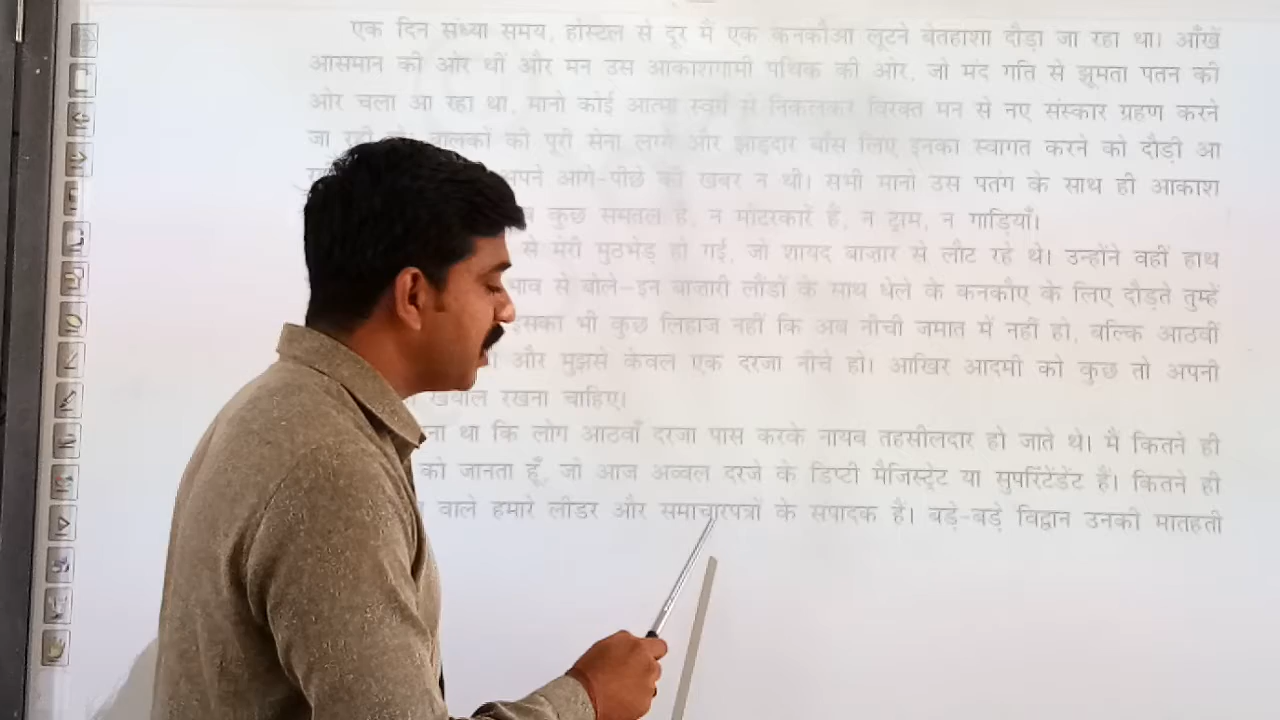 एक दिन संध्या समय, होस्टल से दूर मैं एक कनकौआ लूटने बेतहाशा दौड़ा जा रहा था। आँखें
आसमान की ओर थीं और मन उस आकाशगामी पथिक की ओर, जो मंद गति से झूमता पतन की
ओर चला आ रहा था, मानो कोई आत्मा स्वर्ग से निकलकर विरक्त मन से नए संस्कार ग्रहण करने
जा रही बालकों की पूरी सेना लग्गे और झाड़दार बाँस लिए इनका स्वागत करने को दौड़ी आ
अपने आगे-पीछे की खबर न थी। सभी मानो उस पतंग के साथ ही आकाश
कुछ समतल है, न मोटरकारें हैं, न ट्राम, न गाड़ियाँ।
से मेरी मुठभेड़ हो गई, जो शायद बाजार से लौट रहे थे। उन्होंने वहीं हाथ
भाव से बोले–इन बाजारी लौंडों के साथ धेले के कनकौए के लिए दौड़ते तुम्हें
इसका भी कुछ लिहाज नहीं कि अब नीची जमात में नहीं हो, बल्कि आठवीं
और मुझसे केवल एक दरजा नीचे हो। आखिर आदमी को कुछ तो अपनी
खयाल रखना चाहिए।
था कि लोग आठवाँ दरजा पास करके नायब तहसीलदार हो जाते थे। मैं कितने ही
को जानता हूँ, जो आज अव्वल दरजे के डिप्टी मैजिस्ट्रेट या सुपरिंटेंडेंट हैं। कितने ही
वाले हमारे लीडर और समाचारपत्रों के संपादक हैं। बड़े-बड़े विद्वान उनकी मातहती